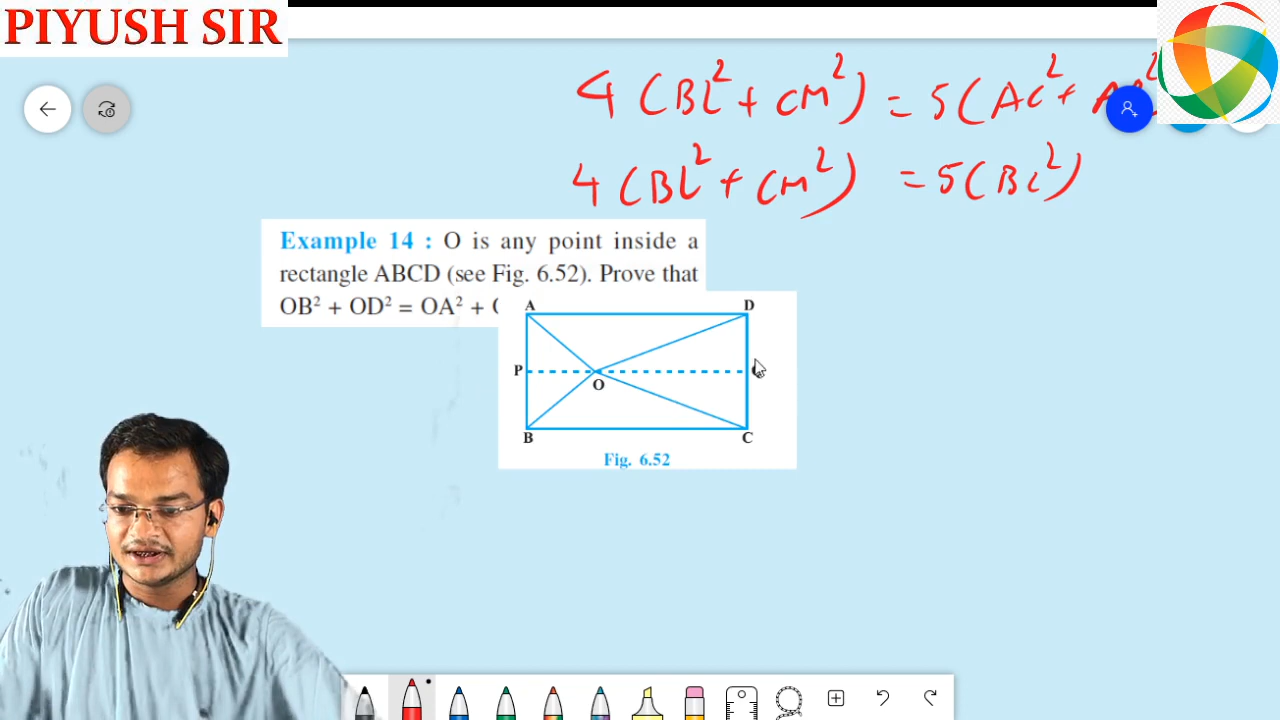 PIYUSH SIR
4 (BL² + CM²) = 5(AC² +
4 (BL² + CM²) = 5(BC²)
Example 14 : O is any point inside a
rectangle ABCD (see Fig. 6.52). Prove that
OB² + OD² = OA² +
A D
P
O
B C
Fig. 6.52